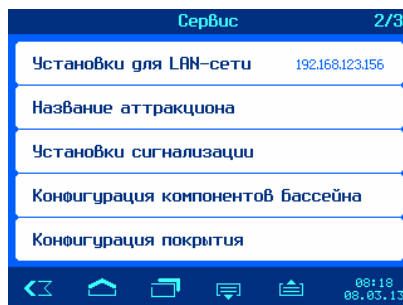 Сервис 2/3
Установки для LAN-сети 192.168.123.156
Название аттракциона
Установки сигнализации
Конфигурация компонентов бассейна
Конфигурация покрытия
08:18
08.03.13